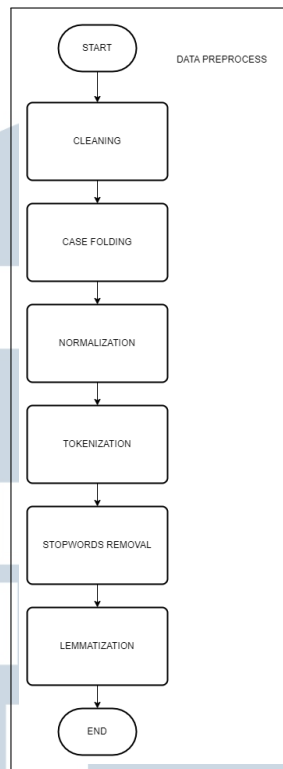 START
DATA PREPROCESS
CLEANING
CASE FOLDING
NORMALIZATION
TOKENIZATION
STOPWORDS REMOVAL
LEMMATIZATION
END